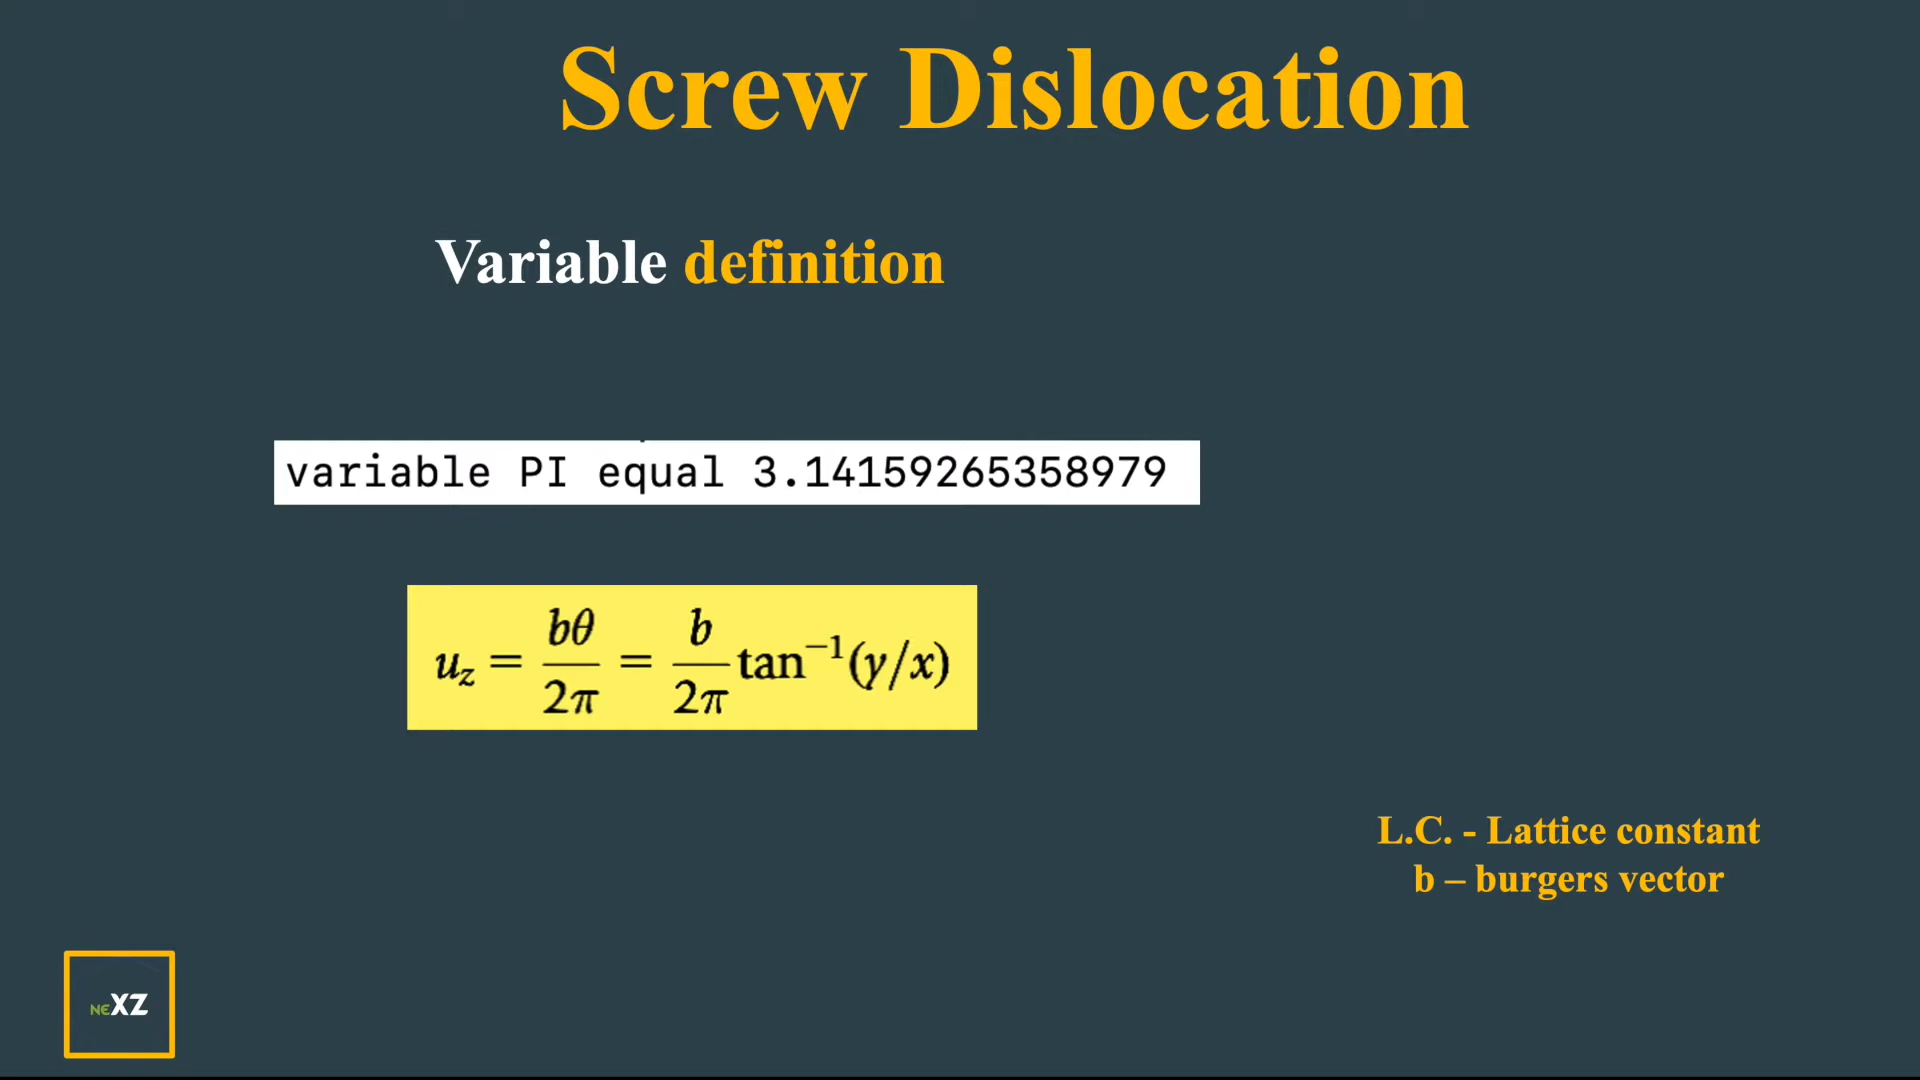 Screw Dislocation
Variable definition
variable PI equal 3.14159265358979
u_z = bθ/2π = b/2π tan⁻¹(y/x)
L.C. - Lattice constant
b – burgers vector
NEXZ